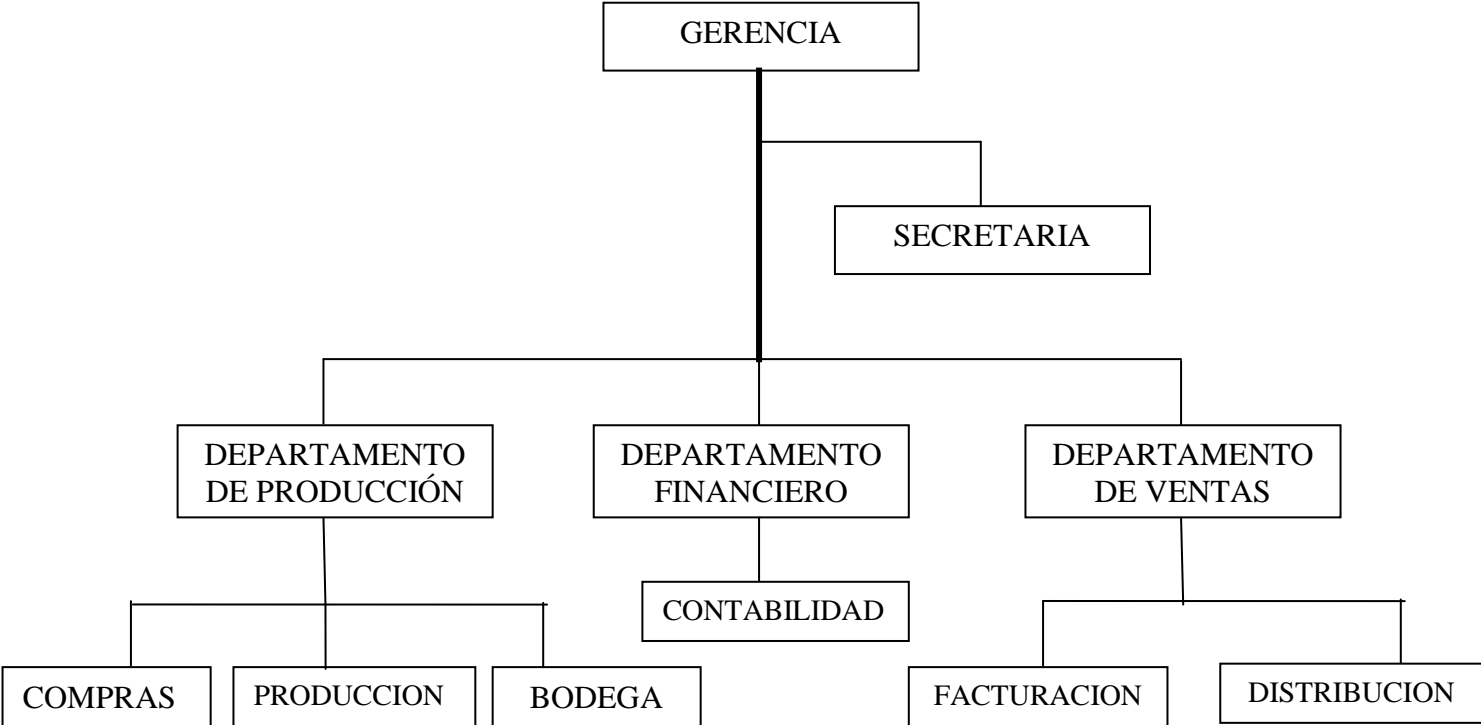 GERENCIA
SECRETARIA
DEPARTAMENTO
DE PRODUCCIÓN
DEPARTAMENTO
FINANCIERO
DEPARTAMENTO
DE VENTAS
CONTABILIDAD
COMPRAS
PRODUCCION
BODEGA
FACTURACION
DISTRIBUCION